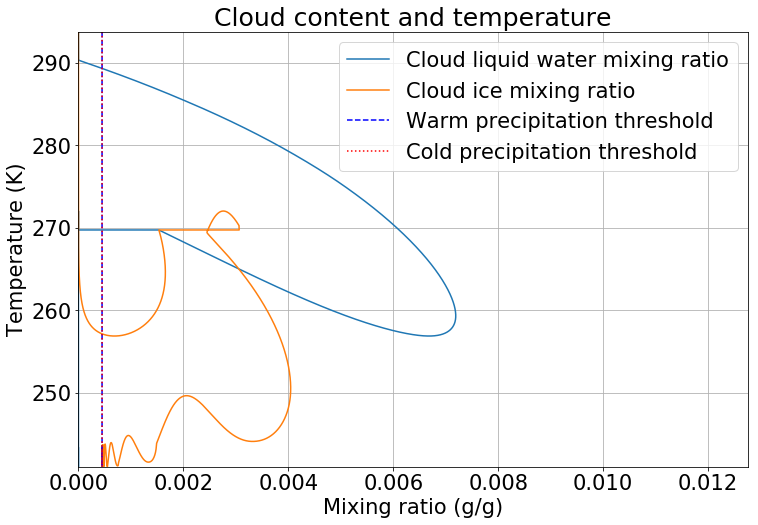 Cloud content and temperature
Cloud liquid water mixing ratio
Cloud ice mixing ratio
Warm precipitation threshold
Cold precipitation threshold
Temperature (K)
290
280
270
260
250
0.000 0.002 0.004 0.006 0.008 0.010 0.012
Mixing ratio (g/g)